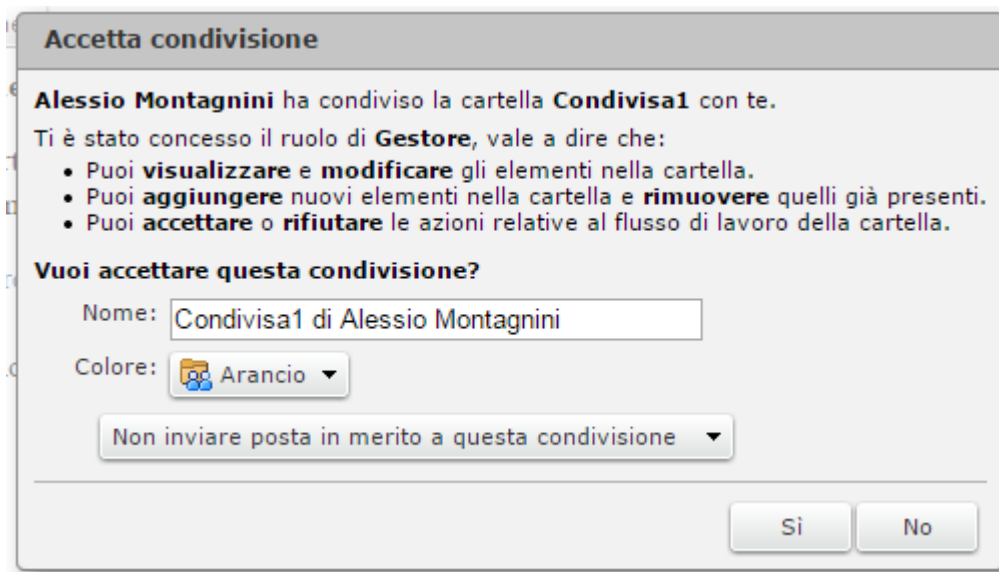 Accetta condivisione
Alessio Montagnini ha condiviso la cartella Condivisa1 con te.
Ti è stato concesso il ruolo di Gestore, vale a dire che:
• Puoi visualizzare e modificare gli elementi nella cartella.
• Puoi aggiungere nuovi elementi nella cartella e rimuovere quelli già presenti.
• Puoi accettare o rifiutare le azioni relative al flusso di lavoro della cartella.
Vuoi accettare questa condivisione?
Nome: Condivisa1 di Alessio Montagnini
Colore: Arancio
Non inviare posta in merito a questa condivisione
Sì No